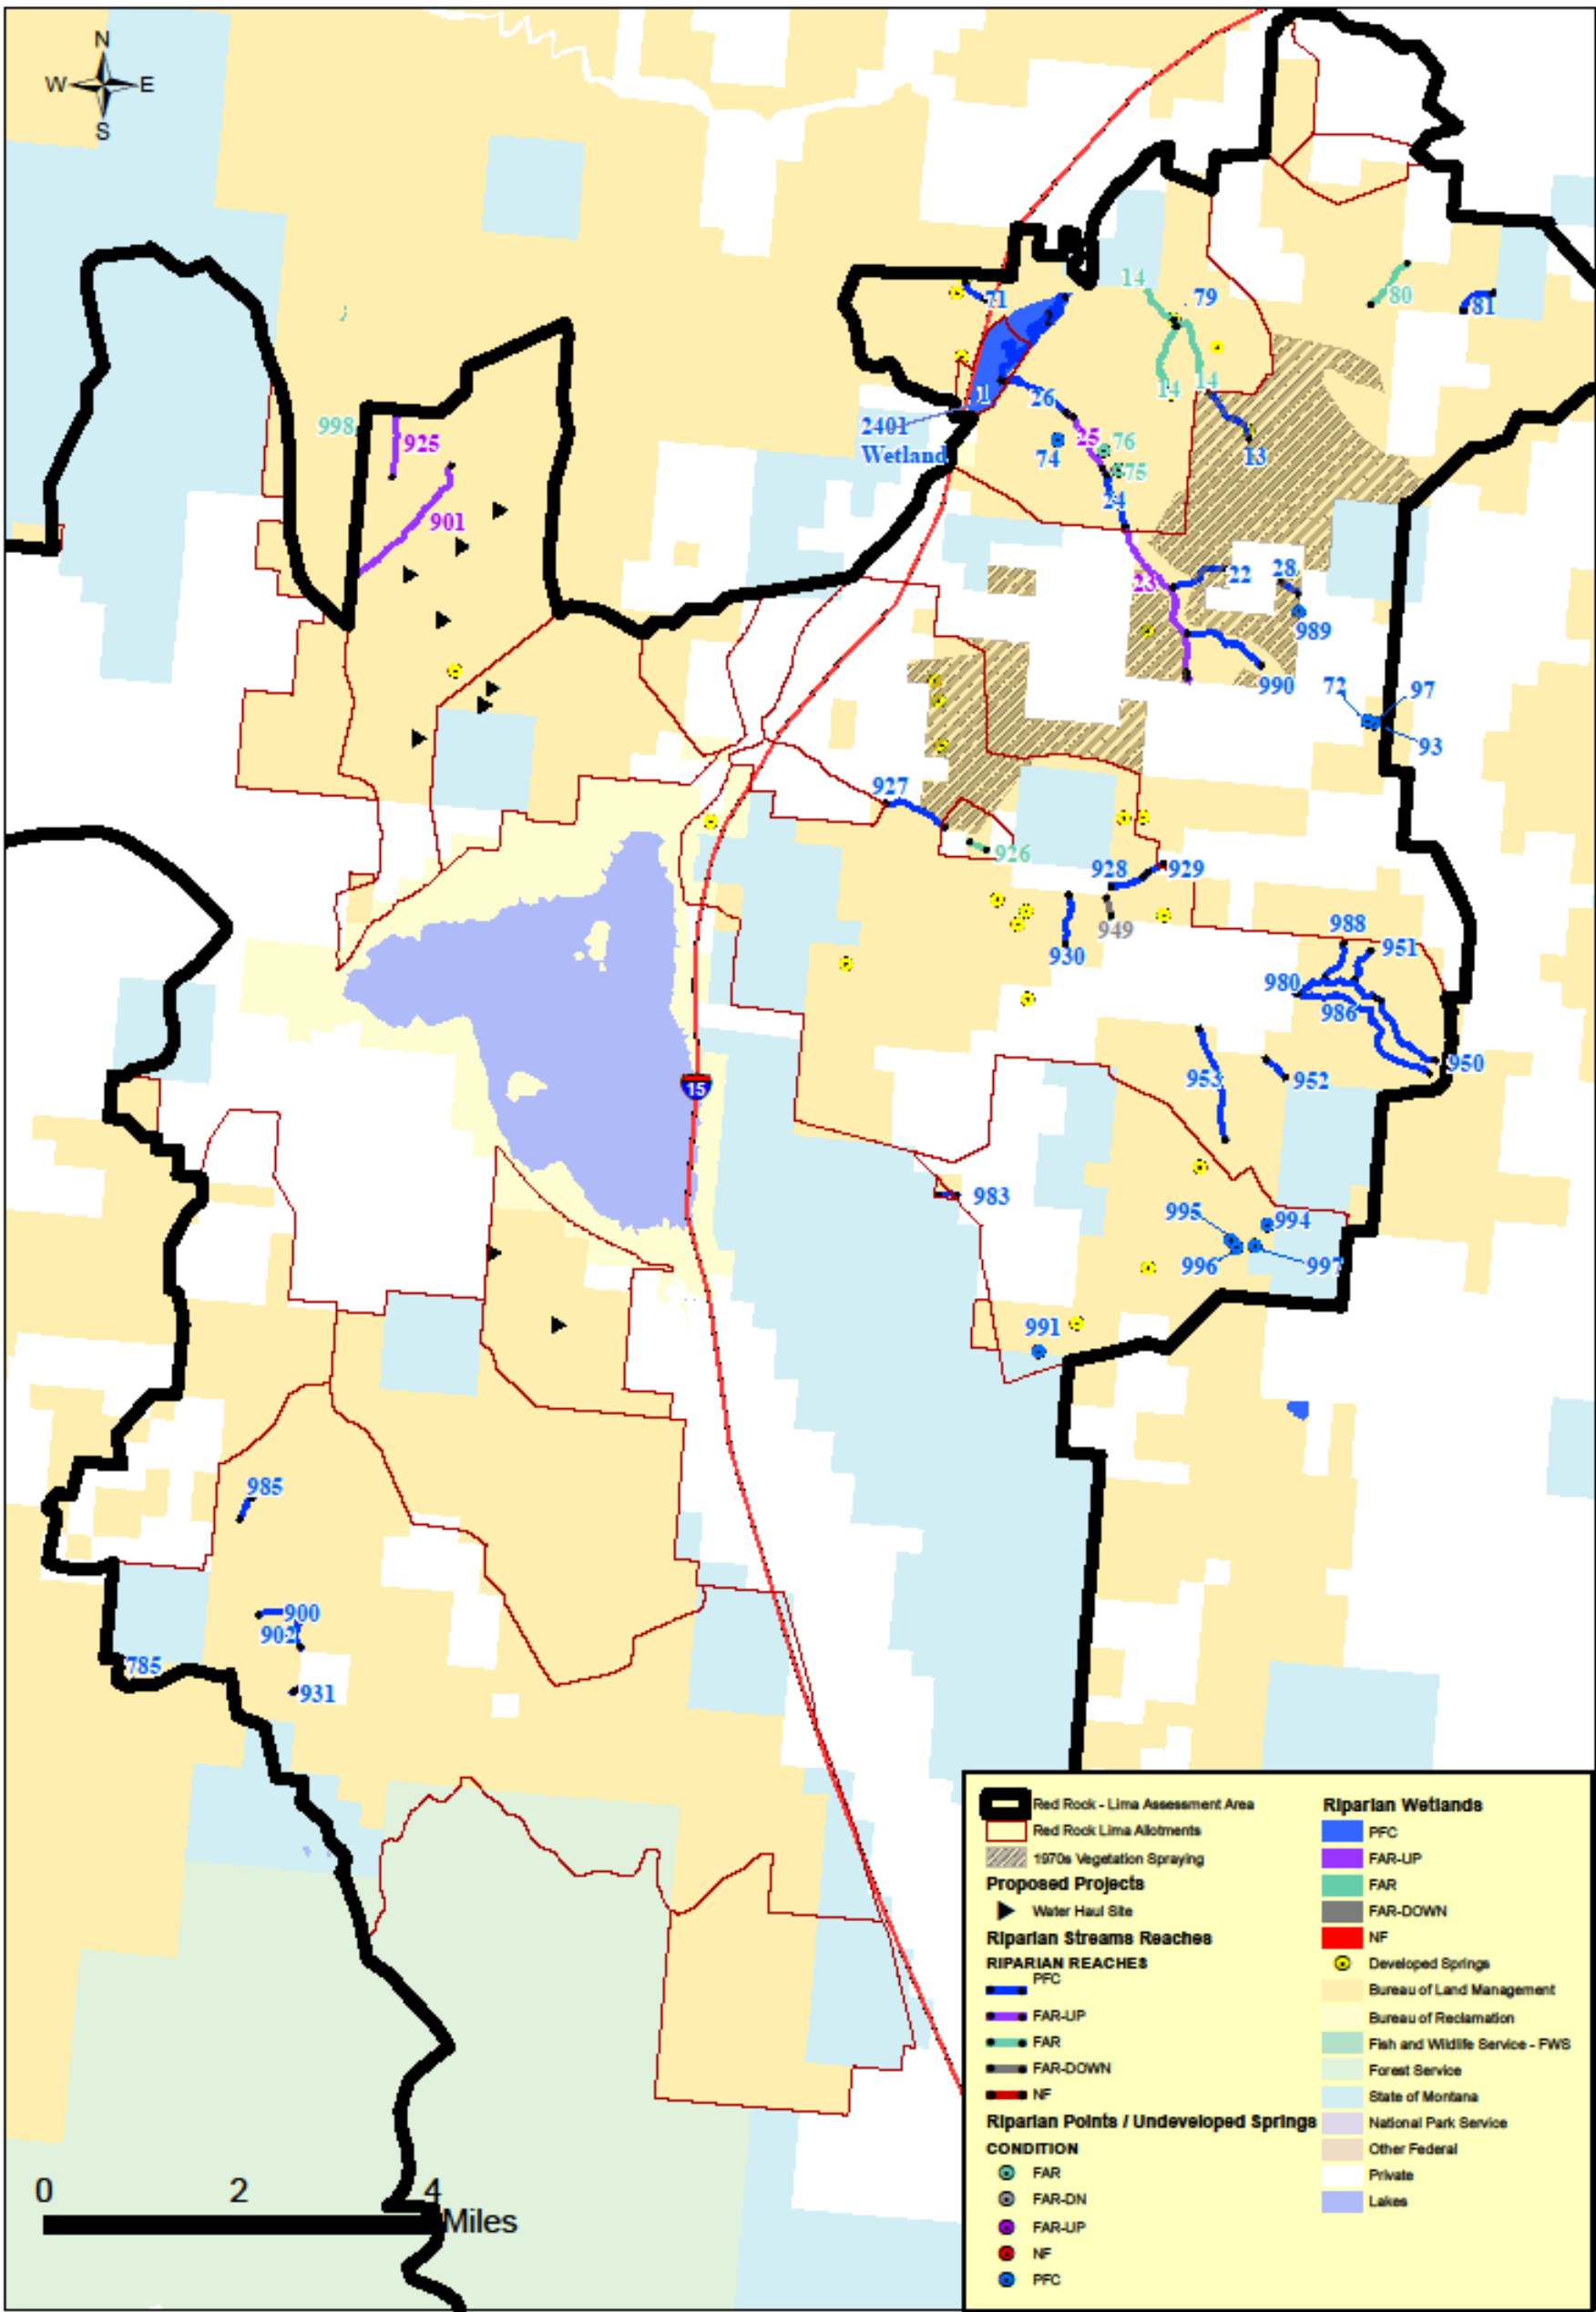 N
W E
S
14
79
80
81
71
2
1
26
14
14
2401
Wetland
998
925
25
76
74
75
13
24
901
22
28
23
989
990
72
97
93
927
926
928
929
949
930
988
951
980
986
950
953
952
15
983
995
994
996
997
991
985
900
902
785
931
0 2 4
Miles
Red Rock - Lima Assessment Area
Red Rock Lima Allotments
1970s Vegetation Spraying
Proposed Projects
Water Haul Site
Riparian Streams Reaches
RIPARIAN REACHES
PFC
FAR-UP
FAR
FAR-DOWN
NF
Riparian Points / Undeveloped Springs
CONDITION
FAR
FAR-DN
FAR-UP
NF
PFC
Riparian Wetlands
PFC
FAR-UP
FAR
FAR-DOWN
NF
Developed Springs
Bureau of Land Management
Bureau of Reclamation
Fish and Wildlife Service - FWS
Forest Service
State of Montana
National Park Service
Other Federal
Private
Lakes